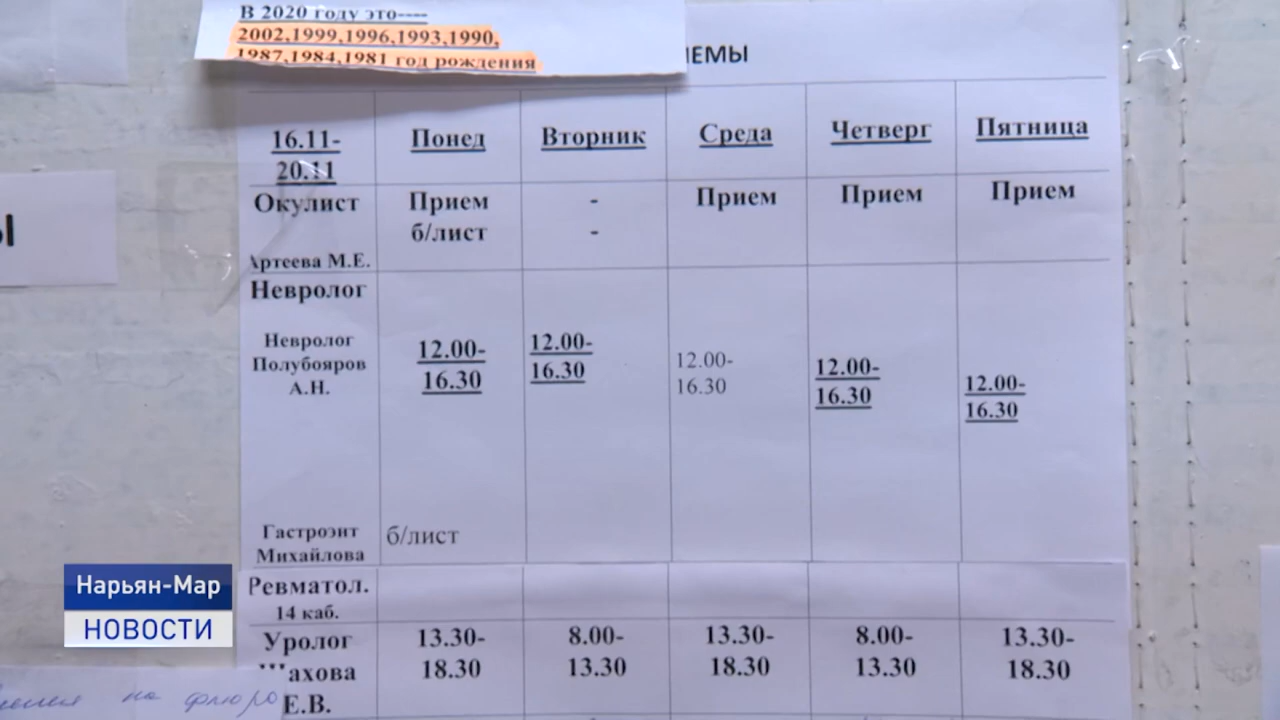 В 2020 году это----
2002,1999,1996,1993,1990,
1987,1984,1981 год рождения
16.11- Понед Вторник Среда Четверг Пятница
20.11
Окулист Прием - Прием Прием Прием
б/лист -
Артеева М.Е.
Невролог
Невролог
Полубояров
А.Н.
12.00- 12.00- 12.00- 12.00- 12.00-
16.30 16.30 16.30 16.30 16.30
Гастроэнт б/лист
Михайлова
Ревматол.
14 каб.
Уролог 13.30- 8.00- 13.30- 8.00- 13.30-
18.30 13.30 18.30 13.30 18.30
Е.В.
на флюро
Нарьян-Мар
НОВОСТИ